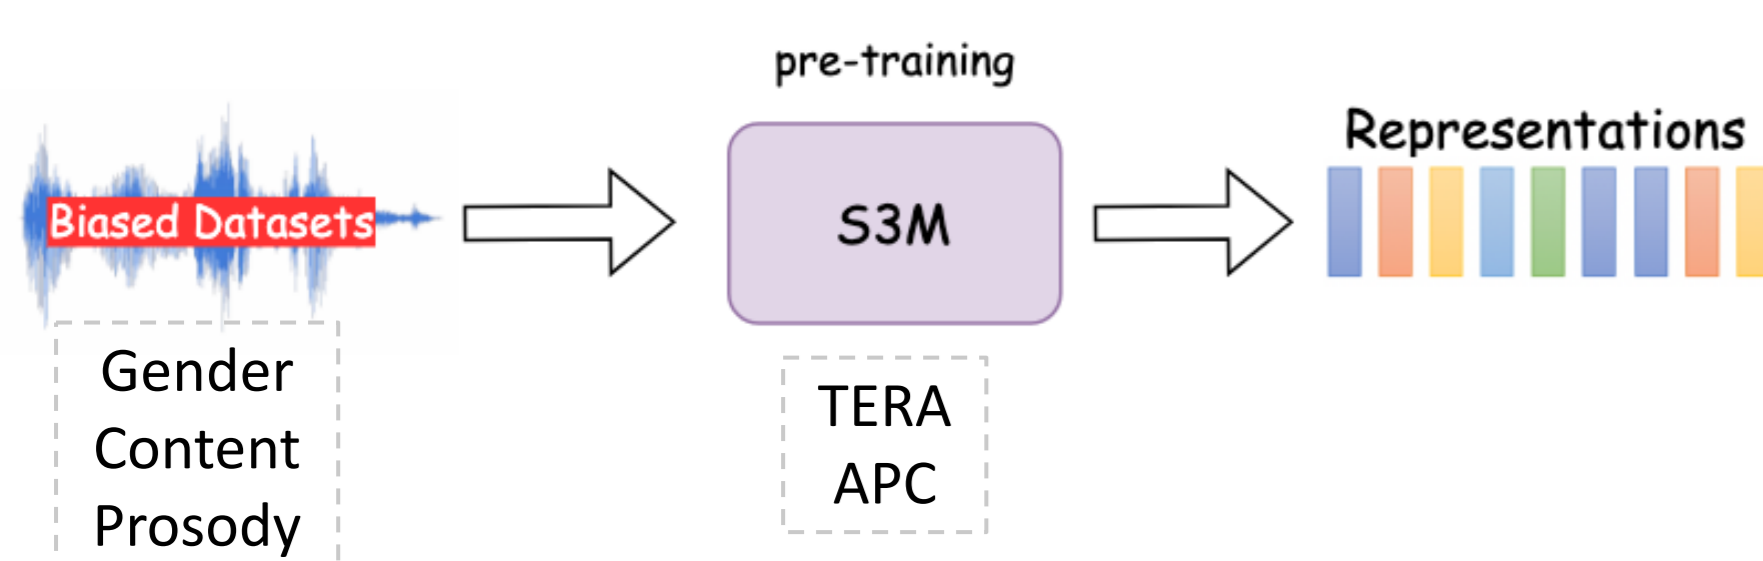 pre-training
Representations
Biased Datasets
S3M
Gender
Content
Prosody
TERA
APC